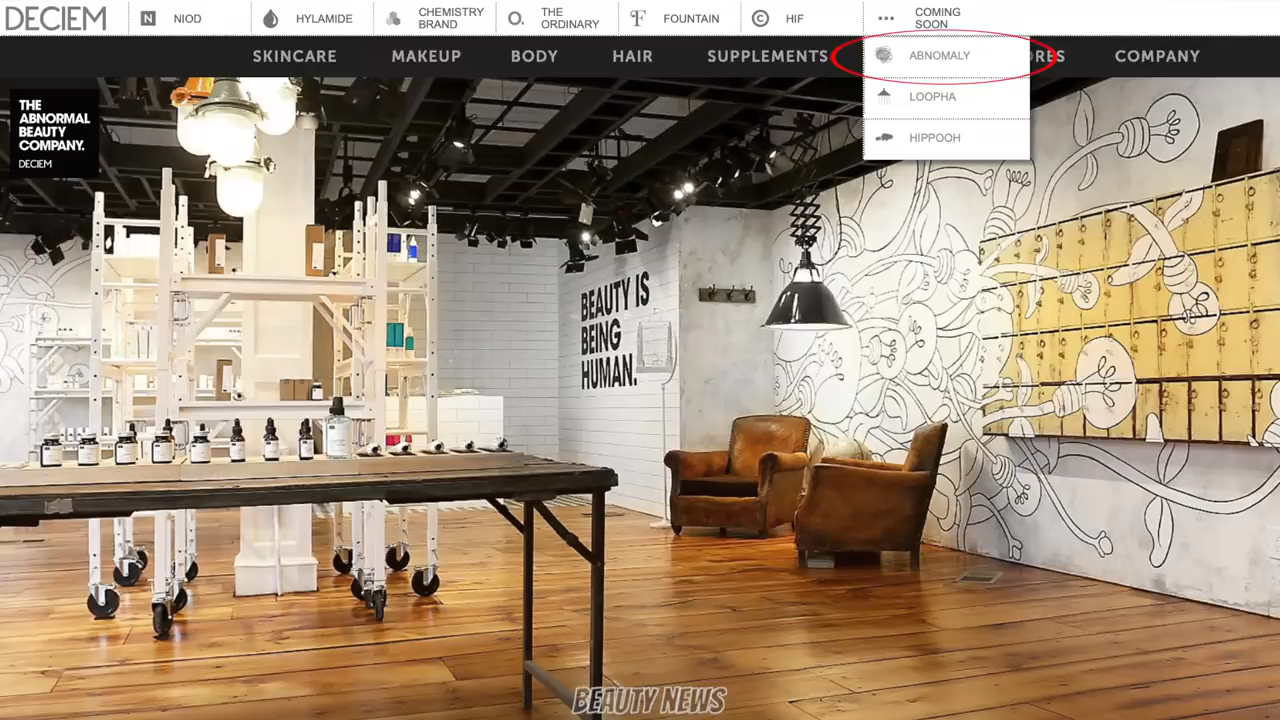 DECIEM
NIOD
HYLAMIDE
CHEMISTRY
BRAND
THE
ORDINARY
FOUNTAIN
HIF
COMING
SOON
SKINCARE
MAKEUP
BODY
HAIR
SUPPLEMENTS
COMPANY
ABNOMALY
LOOPHA
HIPPOOH
THE
ABNORMAL
BEAUTY
COMPANY.
DECIEM
BEAUTY IS
BEING
HUMAN.
BEAUTY NEWS